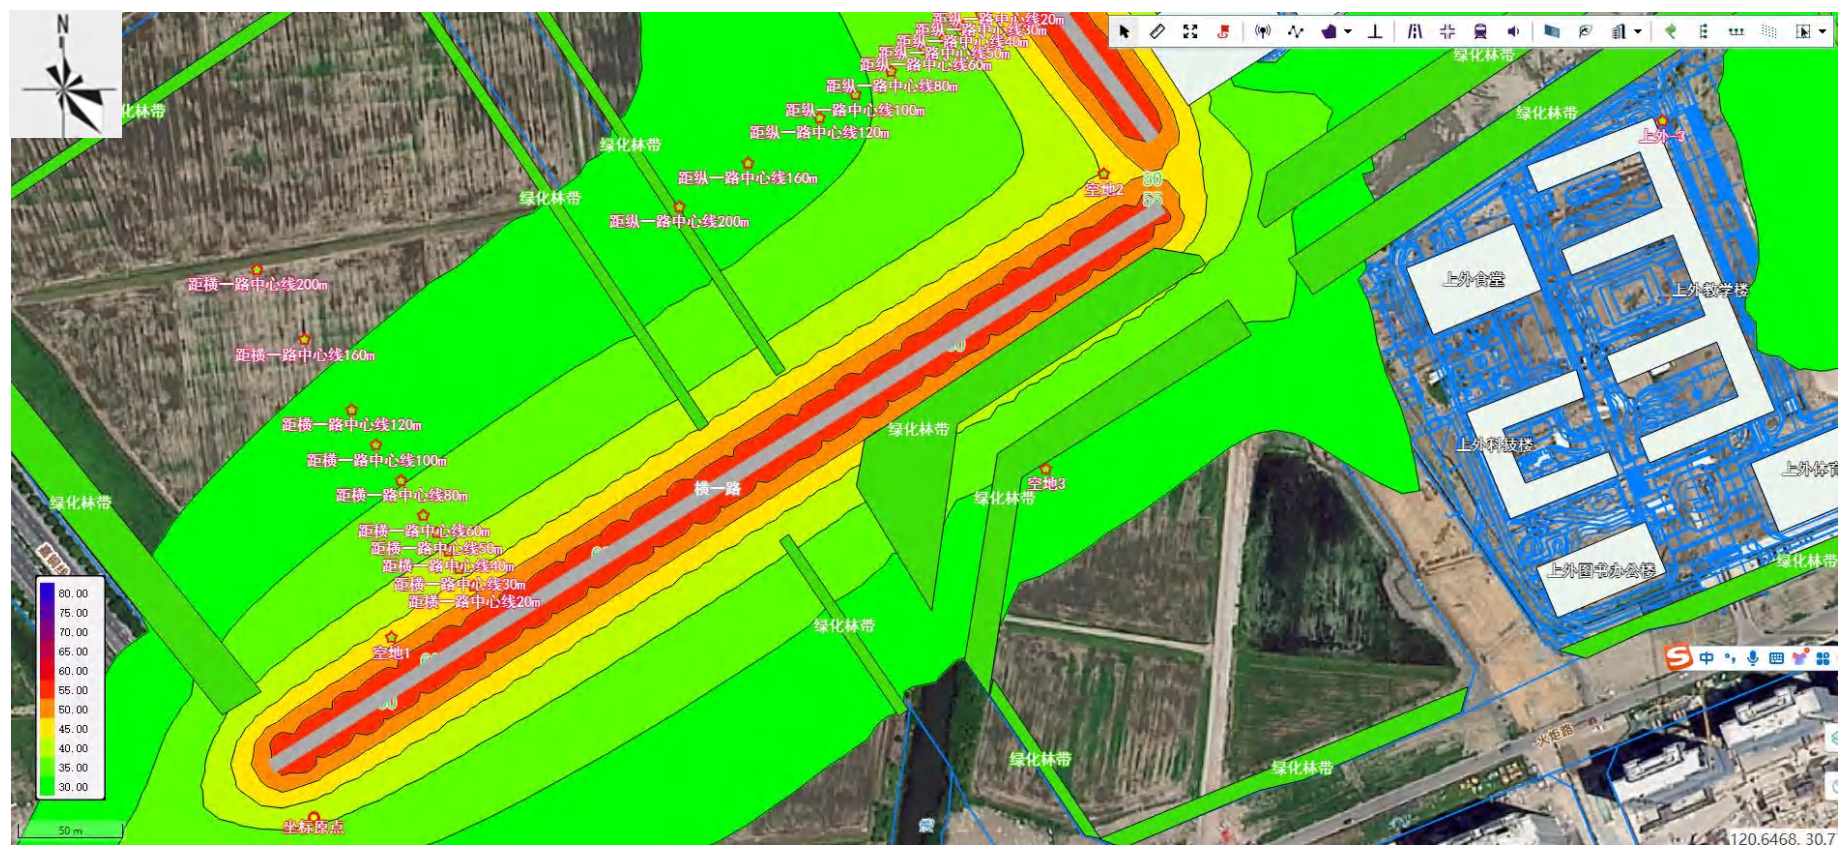 N
距纵一路中心线20m
距纵一路中心线30m
距纵一路中心线40m
距纵一路中心线50m
距纵一路中心线60m
距纵一路中心线80m
距纵一路中心线100m
距纵一路中心线120m
距纵一路中心线160m
距纵一路中心线200m
化林带
绿化林带
绿化林带
绿化林带
绿化林带
上外-3
空地2
50
55
上外食堂
上外教学楼
距横一路中心线200m
距横一路中心线160m
距横一路中心线120m
距横一路中心线100m
距横一路中心线80m
距横一路中心线60m
距横一路中心线50m
距横一路中心线40m
距横一路中心线30m
距横一路中心线20m
绿化林带
上外科技楼
上外体育
横一路
空地3
绿化林带
绿化林带
上外图书办公楼
绿化林带
绿化林带
空地1
中
80.00
75.00
70.00
65.00
60.00
55.00
50.00
45.00
40.00
35.00
30.00
火炬路
绿化林带
绿化林带
坐标原点
50 m
120.6468, 30.7